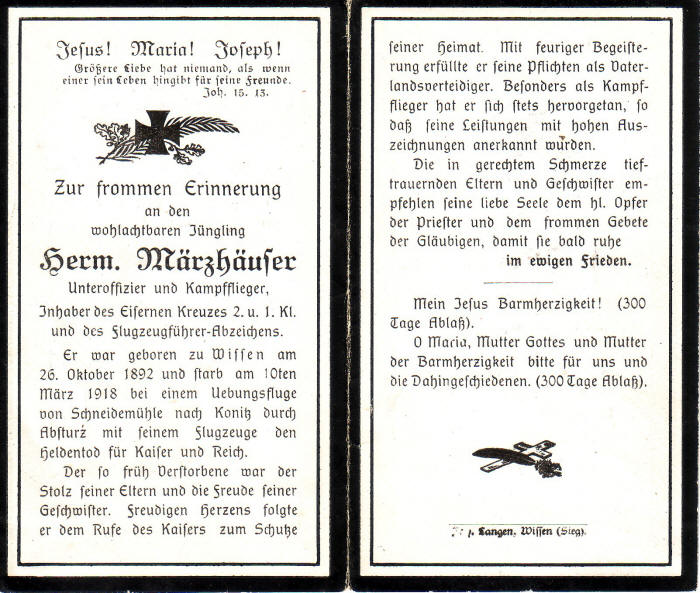 Jesus! Maria! Joseph!
Größere Liebe hat niemand, als wenn
einer sein Leben hingibt für seine Freunde.
Joh. 15. 13.
Zur frommen Erinnerung
an den
wohlachtbaren Jüngling
Herm. Märzhäuser
Unteroffizier und Kampfflieger,
Inhaber des Eisernen Kreuzes 2. u. 1. Kl.
und des Flugzeugführer-Abzeichens.
Er war geboren zu Wissen am
26. Oktober 1892 und starb am 10ten
März 1918 bei einem Uebungsfluge
von Schneidemühle nach Konitz durch
Absturz mit seinem Flugzeuge den
Heldentod für Kaiser und Reich.
Der so früh Verstorbene war der
Stolz seiner Eltern und die Freude seiner
Geschwister. Freudigen Herzens folgte
er dem Rufe des Kaisers zum Schutze
seiner Heimat. Mit feuriger Begeiste-
rung erfüllte er seine Pflichten als Vater-
landsverteidiger. Besonders als Kampf-
flieger hat er sich stets hervorgetan, so
daß seine Leistungen mit hohen Aus-
zeichnungen anerkannt wurden.
Die in gerechtem Schmerze tief-
trauernden Eltern und Geschwister em-
pfehlen seine liebe Seele dem hl. Opfer
der Priester und dem frommen Gebete
der Gläubigen, damit sie bald ruhe
im ewigen Frieden.
Mein Jesus Barmherzigkeit! (300
Tage Ablaß).
O Maria, Mutter Gottes und Mutter
der Barmherzigkeit bitte für uns und
die Dahingeschiedenen. (300 Tage Ablaß).
Langen, Wissen (Sieg).